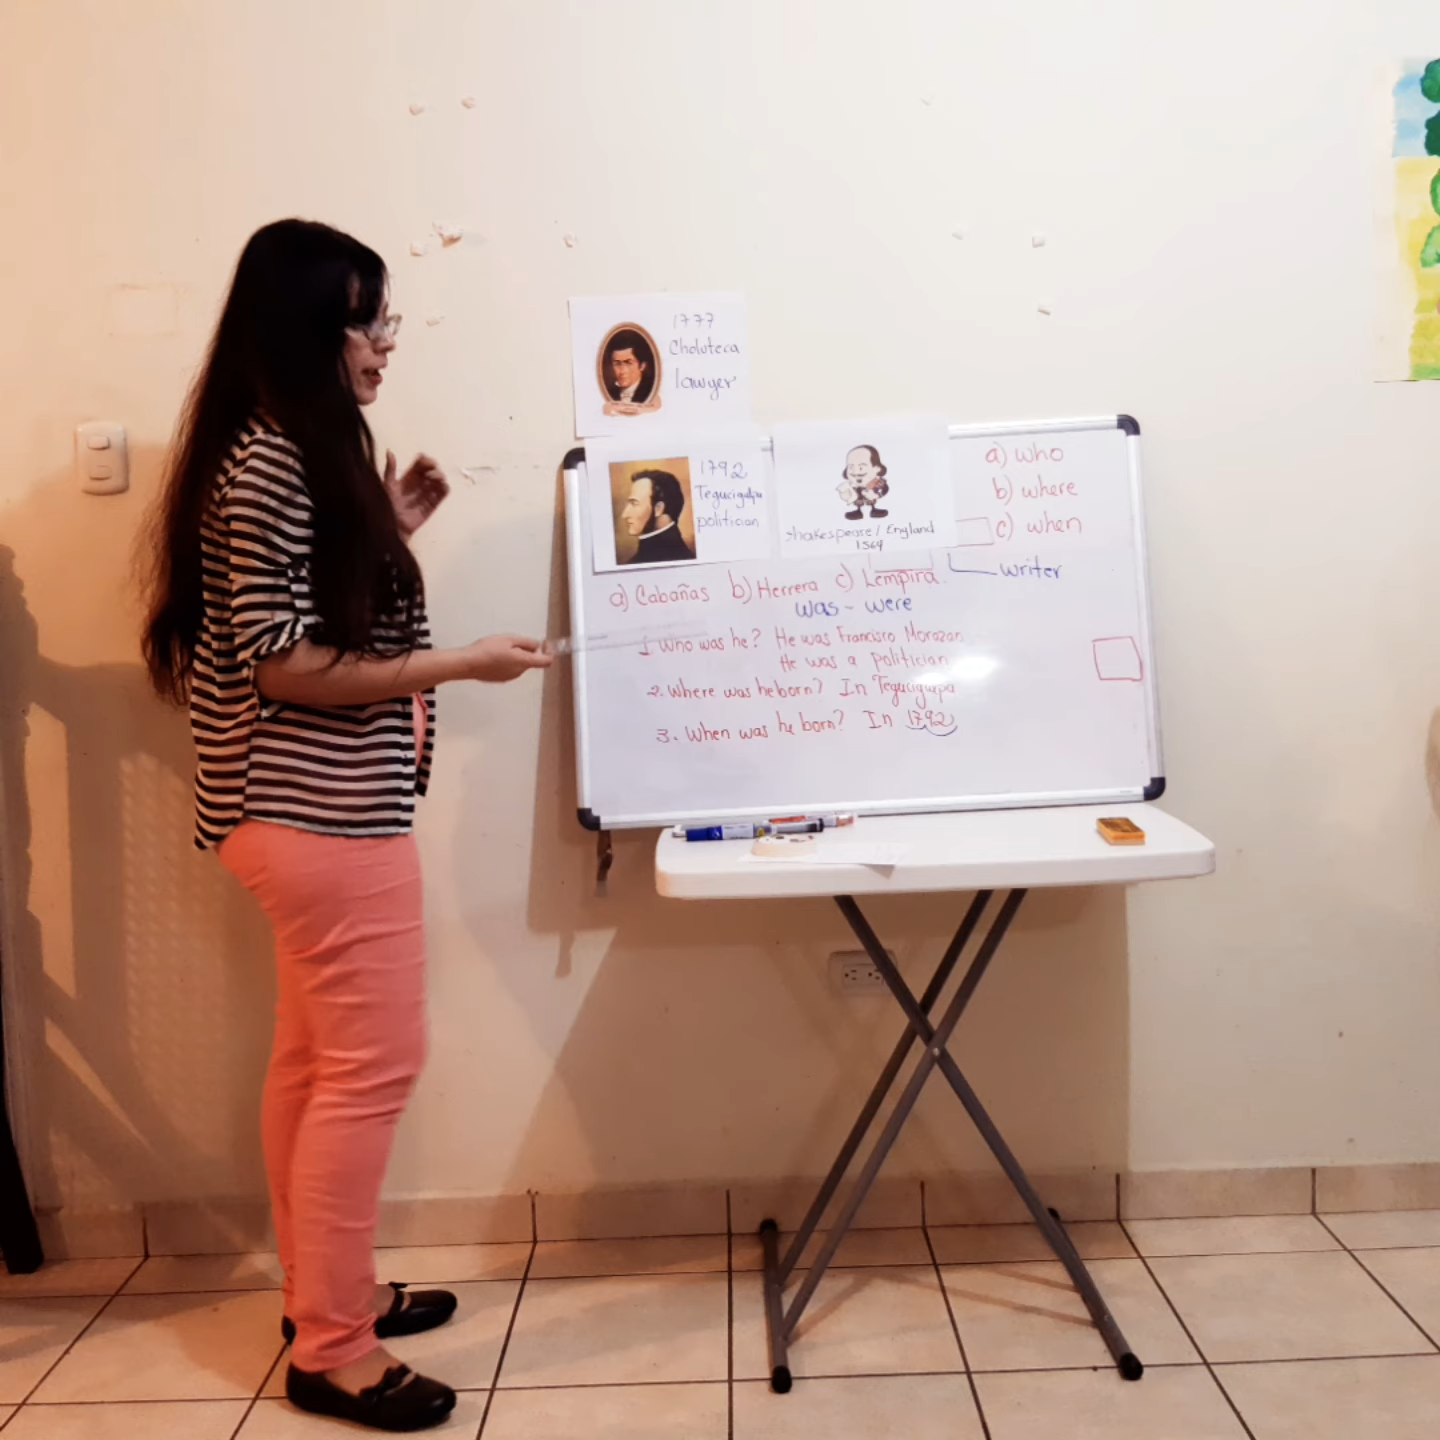 1777
Choluteca
lawyer
1792
Tegucigalpa
politician
shakespeare / England
1564
a) who
b) where
c) when
writer
a) Cabañas b) Herrera c) Lempira.
was - were
1. Who was he? He was Francisco Morazan
He was a politician
2. Where was he born? In Tegucigalpa
3. When was he born? In 1792